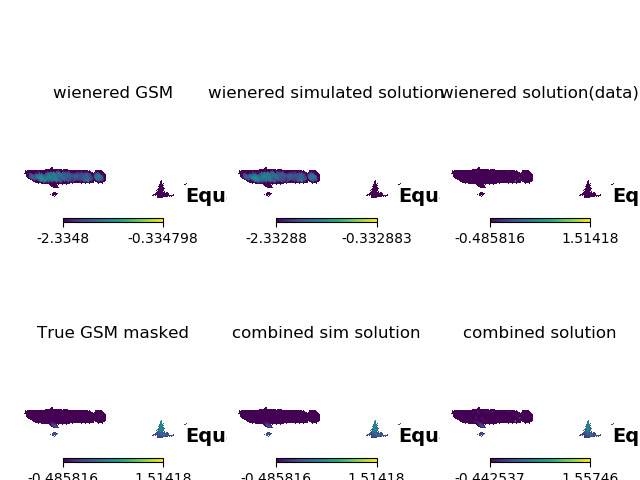 wienered GSM wienered simulated solution wienered solution(data)
Equ Equ Eq
-2.3348 -0.334798 -2.33288 -0.332883 -0.485816 1.51418
True GSM masked combined sim solution combined solution
Equ Equ Eq
-0.485816 1.51418 -0.485816 1.51418 -0.442537 1.55746